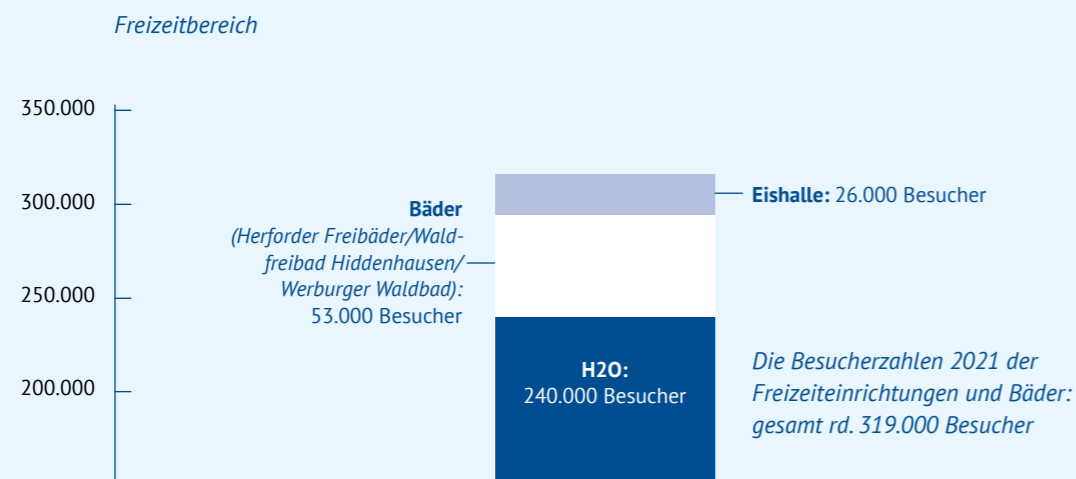 Freizeitbereich
350.000
300.000
250.000
200.000
Bäder
(Herforder Freibäder/Wald-
freibad Hiddenhausen/
Werburger Waldbad):
53.000 Besucher
Eishalle: 26.000 Besucher
H2O:
240.000 Besucher
Die Besucherzahlen 2021 der
Freizeiteinrichtungen und Bäder:
gesamt rd. 319.000 Besucher